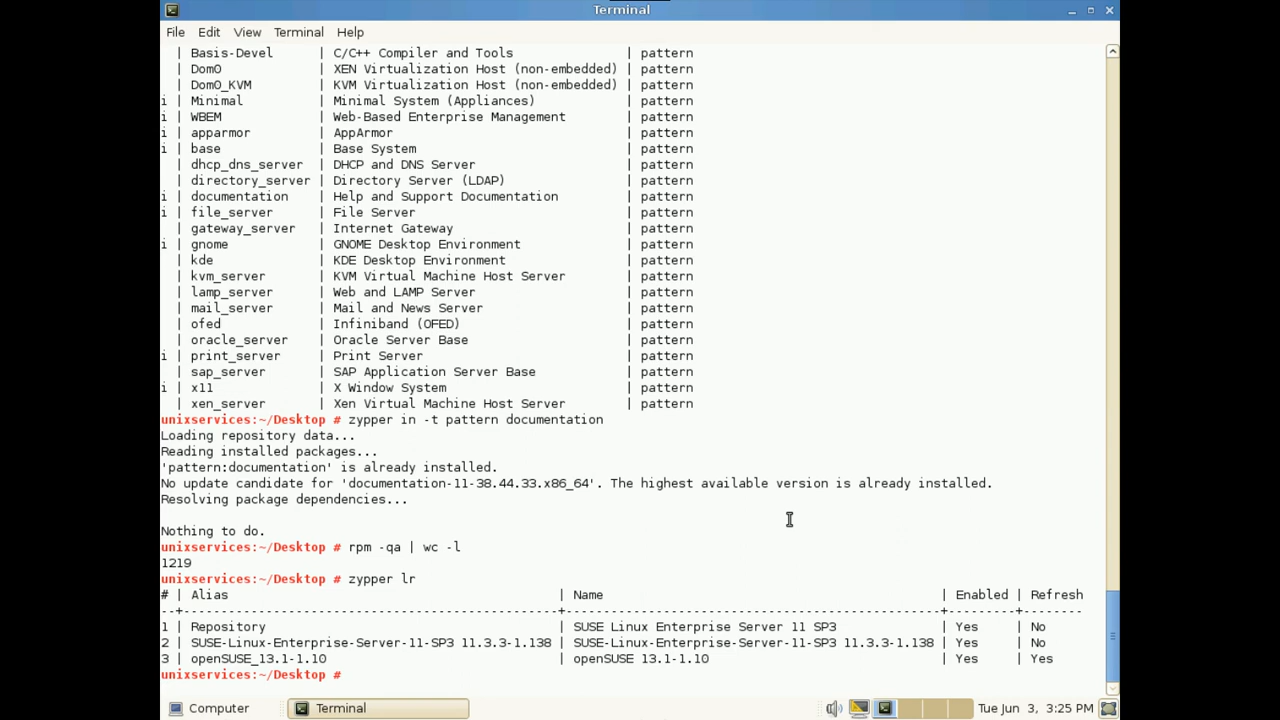 Terminal
File Edit View Terminal Help
| Basis-Devel | C/C++ Compiler and Tools | pattern
| Dom0 | XEN Virtualization Host (non-embedded) | pattern
| Dom0_KVM | KVM Virtualization Host (non-embedded) | pattern
i | Minimal | Minimal System (Appliances) | pattern
i | WBEM | Web-Based Enterprise Management | pattern
i | apparmor | AppArmor | pattern
i | base | Base System | pattern
| dhcp_dns_server | DHCP and DNS Server | pattern
| directory_server | Directory Server (LDAP) | pattern
i | documentation | Help and Support Documentation | pattern
i | file_server | File Server | pattern
| gateway_server | Internet Gateway | pattern
i | gnome | GNOME Desktop Environment | pattern
| kde | KDE Desktop Environment | pattern
| kvm_server | KVM Virtual Machine Host Server | pattern
| lamp_server | Web and LAMP Server | pattern
| mail_server | Mail and News Server | pattern
| ofed | Infiniband (OFED) | pattern
| oracle_server | Oracle Server Base | pattern
i | print_server | Print Server | pattern
| sap_server | SAP Application Server Base | pattern
i | x11 | X Window System | pattern
| xen_server | Xen Virtual Machine Host Server | pattern
unixservices:~/Desktop # zypper in -t pattern documentation
Loading repository data...
Reading installed packages...
'pattern:documentation' is already installed.
No update candidate for 'documentation-11-38.44.33.x86_64'. The highest available version is already installed.
Resolving package dependencies...
Nothing to do.
unixservices:~/Desktop # rpm -qa | wc -l
1219
unixservices:~/Desktop # zypper lr
# | Alias | Name | Enabled | Refresh
--+------------------------------------------------+------------------------------------------------+---------+--------
1 | Repository | SUSE Linux Enterprise Server 11 SP3 | Yes | No
2 | SUSE-Linux-Enterprise-Server-11-SP3 11.3.3-1.138 | SUSE-Linux-Enterprise-Server-11-SP3 11.3.3-1.138 | Yes | No
3 | openSUSE_13.1-1.10 | openSUSE 13.1-1.10 | Yes | Yes
unixservices:~/Desktop #
Computer Terminal Tue Jun 3, 3:25 PM